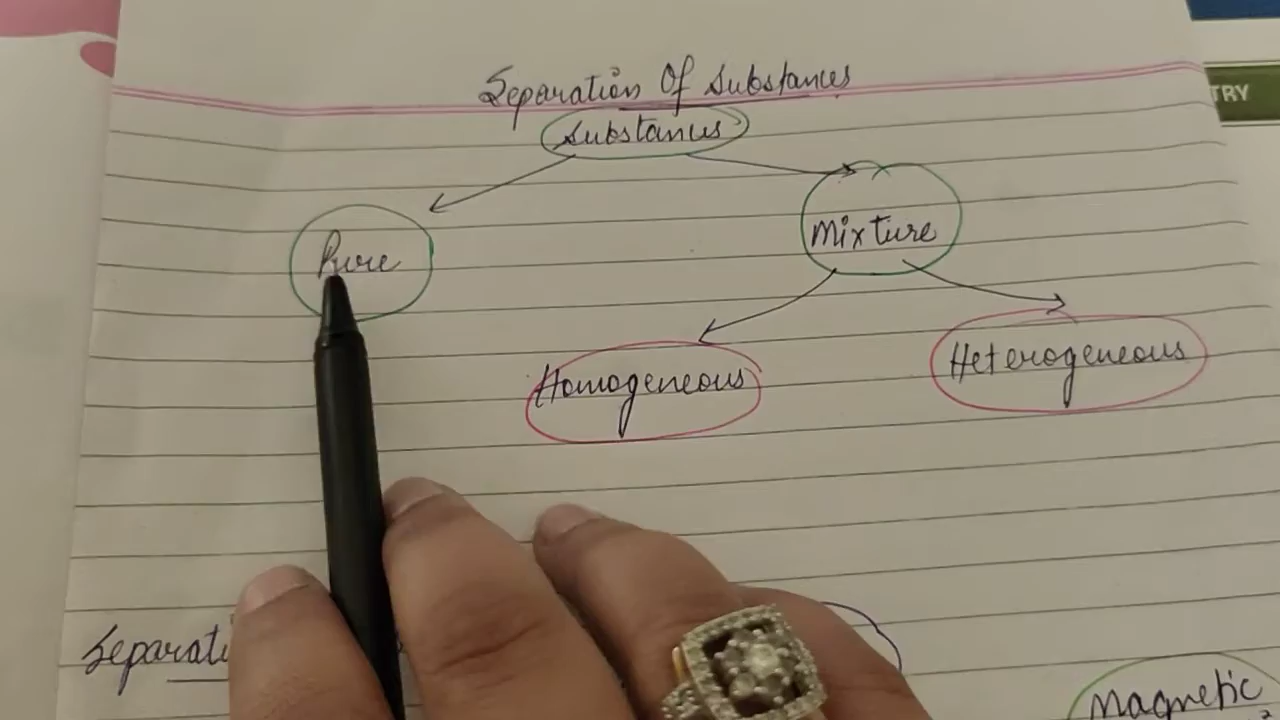 Separation Of Substances
Substances
Pure
Mixture
Homogeneous
Heterogeneous
Magnetic
TRY